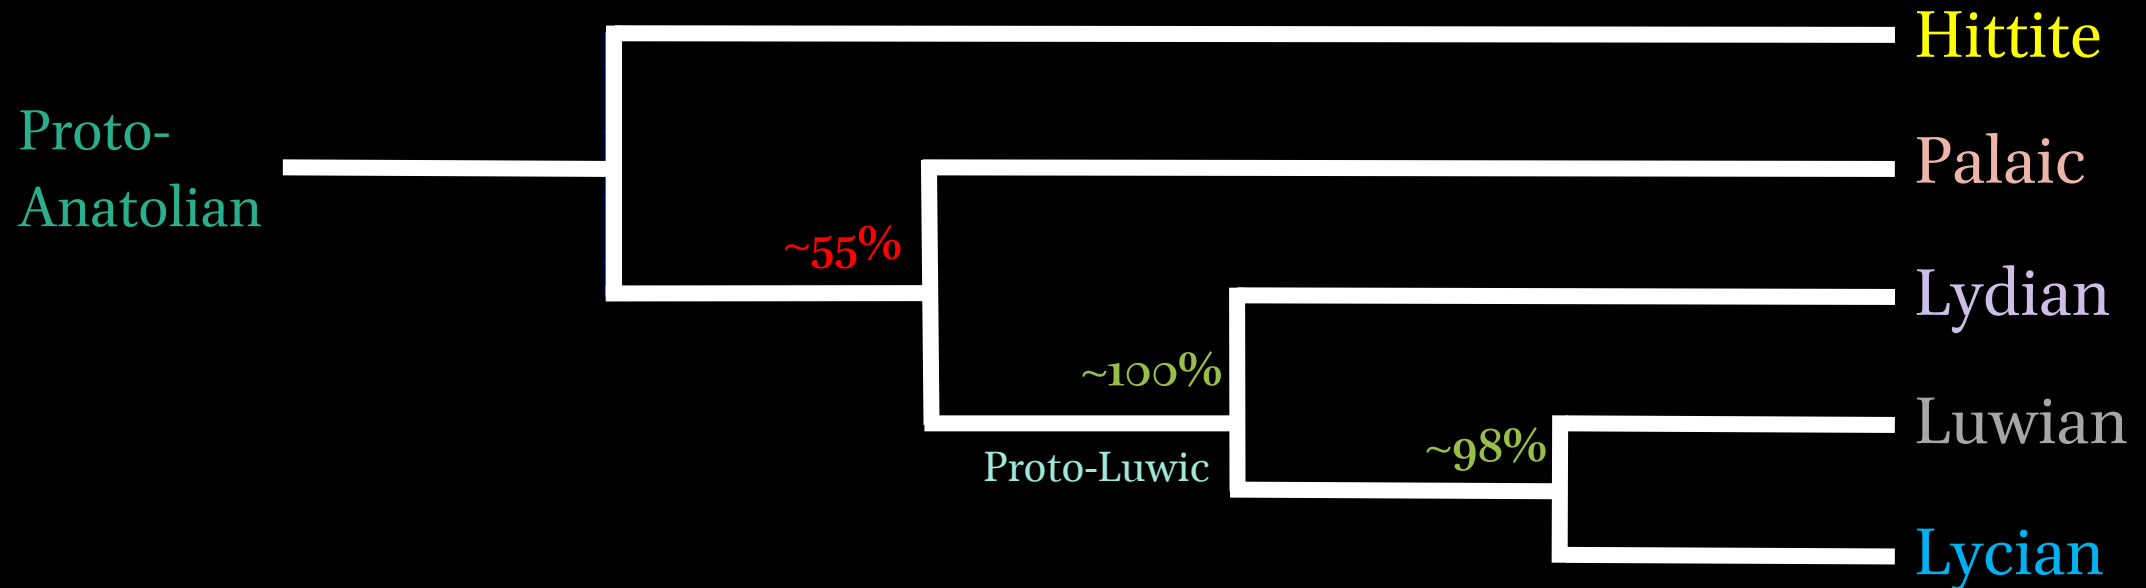 Hittite
Proto-
Anatolian
Palaic
~55%
Lydian
~100%
Proto-Luwic
~98%
Luwian
Lycian